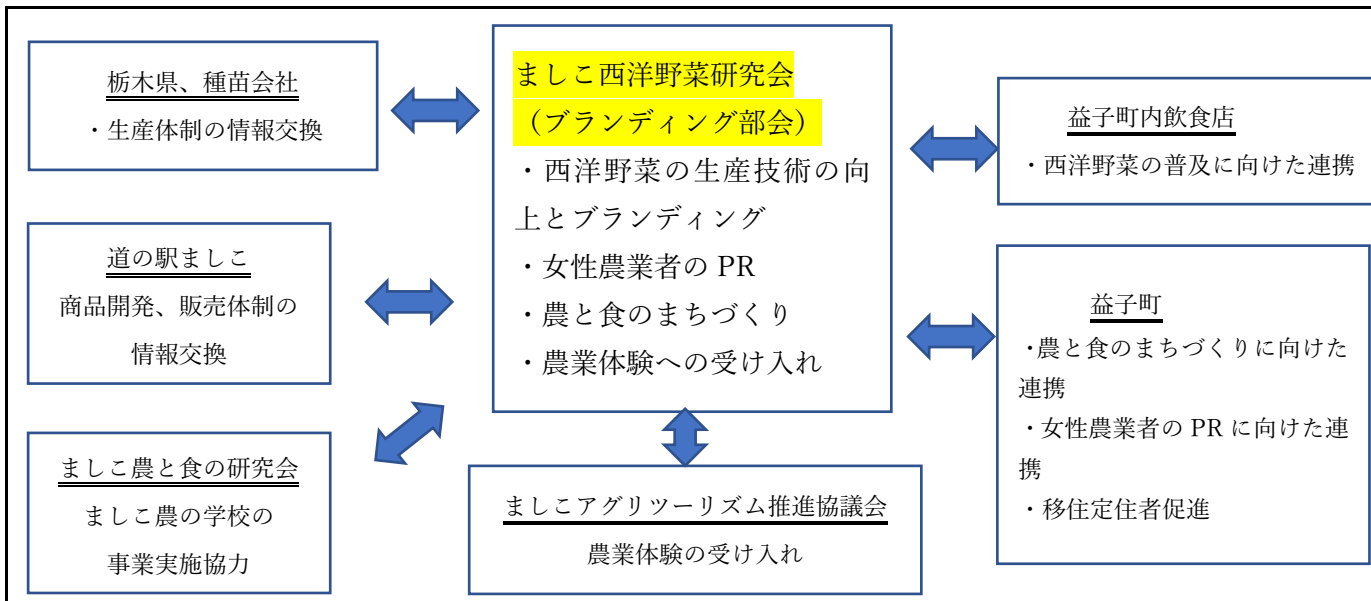 栃木県、種苗会社
・生産体制の情報交換
道の駅ましこ
商品開発、販売体制の
情報交換
ましこ農と食の研究会
ましこ農の学校の
事業実施協力
ましこ西洋野菜研究会
（ブランディング部会）
・西洋野菜の生産技術の向
上とブランディング
・女性農業者の PR
・農と食のまちづくり
・農業体験への受け入れ
ましこアグリツーリズム推進協議会
農業体験の受け入れ
益子町内飲食店
・西洋野菜の普及に向けた連携
益子町
・農と食のまちづくりに向けた
連携
・女性農業者の PR に向けた連
携
・移住定住者促進